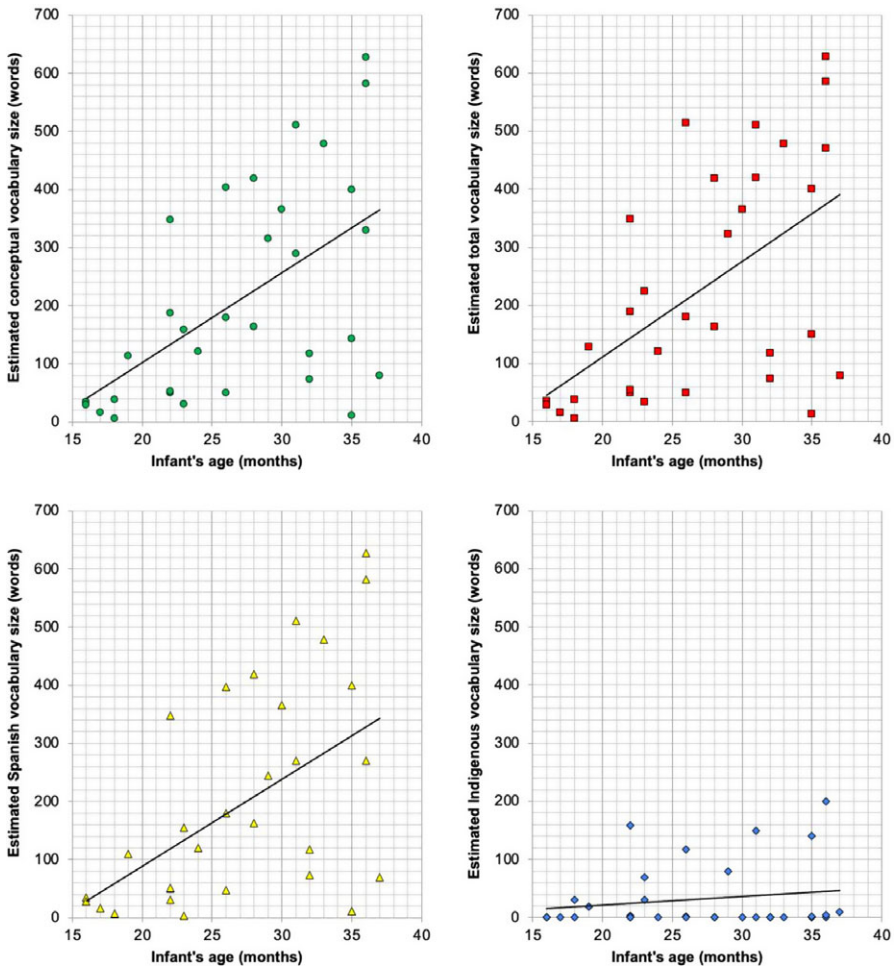 700
600
500
400
300
200
100
0
15 20 25 30 35 40
Estimated conceptual vocabulary size (words)
Infant's age (months)
700
600
500
400
300
200
100
0
15 20 25 30 35 40
Estimated total vocabulary size (words)
Infant's age (months)
700
600
500
400
300
200
100
0
15 20 25 30 35 40
Estimated Spanish vocabulary size (words)
Infant's age (months)
700
600
500
400
300
200
100
0
15 20 25 30 35 40
Estimated Indigenous vocabulary size (words)
Infant's age (months)